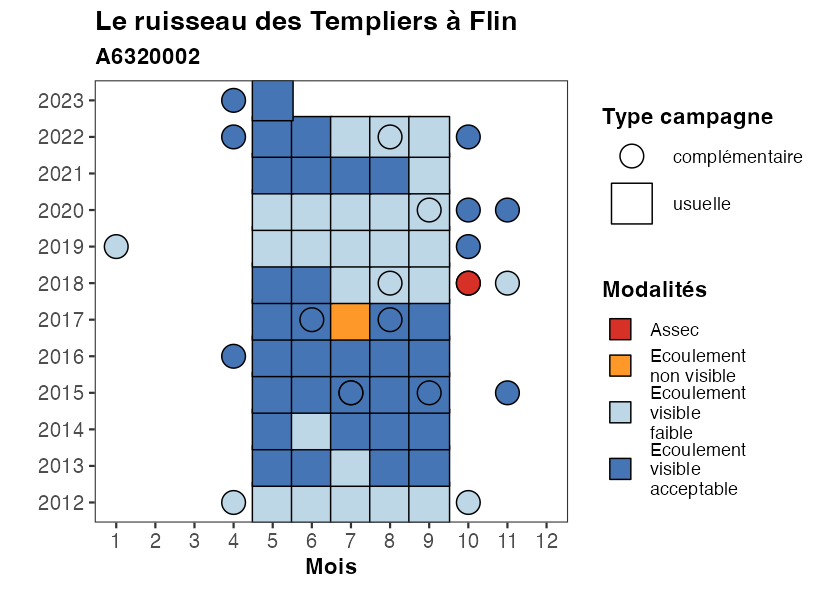 Le ruisseau des Templiers à Flin
A6320002
2023
2022
2021
2020
2019
2018
2017
2016
2015
2014
2013
2012
1 2 3 4 5 6 7 8 9 10 11 12
Mois
Type campagne
complémentaire
usuelle
Modalités
Assec
Ecoulement
non visible
Ecoulement
visible
faible
Ecoulement
visible
acceptable